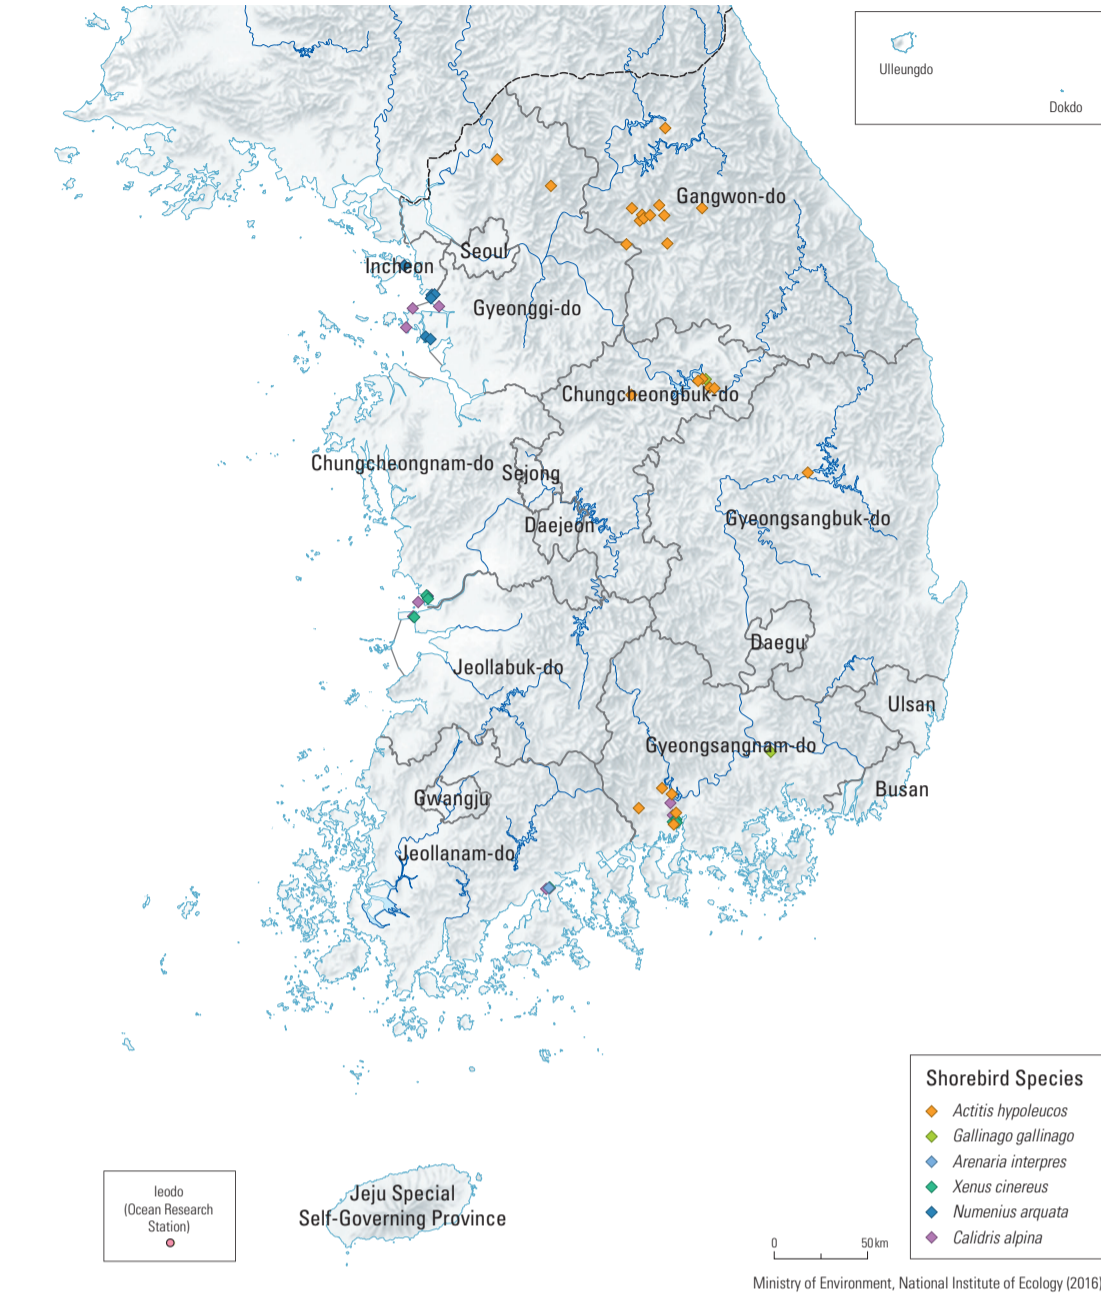 Ulleungdo
Dokdo
Gangwon-do
Seoul
Incheon
Gyeonggi-do
Chungcheongbuk-do
Chungcheongnam-do
Sejong
Gyeongsangbuk-do
Daejeon
Daegu
Jeollabuk-do
Ulsan
Gyeongsangnam-do
Busan
Gwangju
Jeollanam-do
Shorebird Species
Actitis hypoleucos
Gallinago gallinago
Arenaria interpres
Xenus cinereus
Numenius arquata
Calidris alpina
Ieodo
(Ocean Research
Station)
Jeju Special
Self-Governing Province
0 50km
Ministry of Environment, National Institute of Ecology (2016)